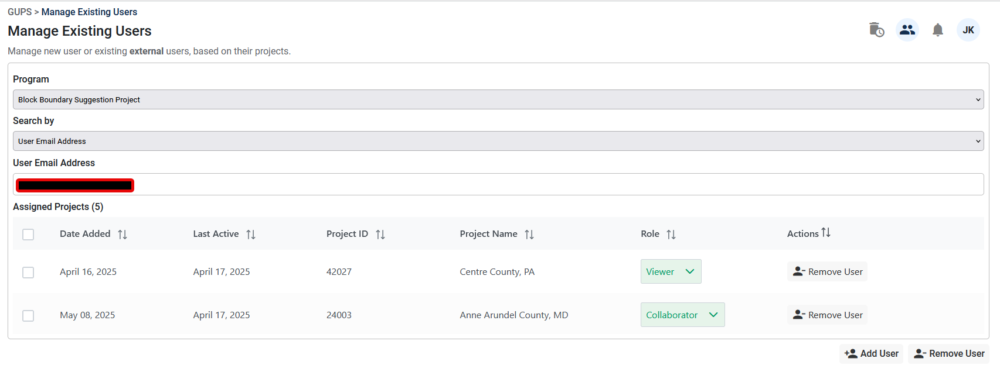 GUPS > Manage Existing Users
Manage Existing Users
JK
Manage new user or existing external users, based on their projects.
Program
Block Boundary Suggestion Project
Search by
User Email Address
User Email Address
Assigned Projects (5)
Date Added Last Active Project ID Project Name Role Actions
April 16, 2025 April 17, 2025 42027 Centre County, PA Viewer Remove User
May 08, 2025 April 17, 2025 24003 Anne Arundel County, MD Collaborator Remove User
Add User Remove User